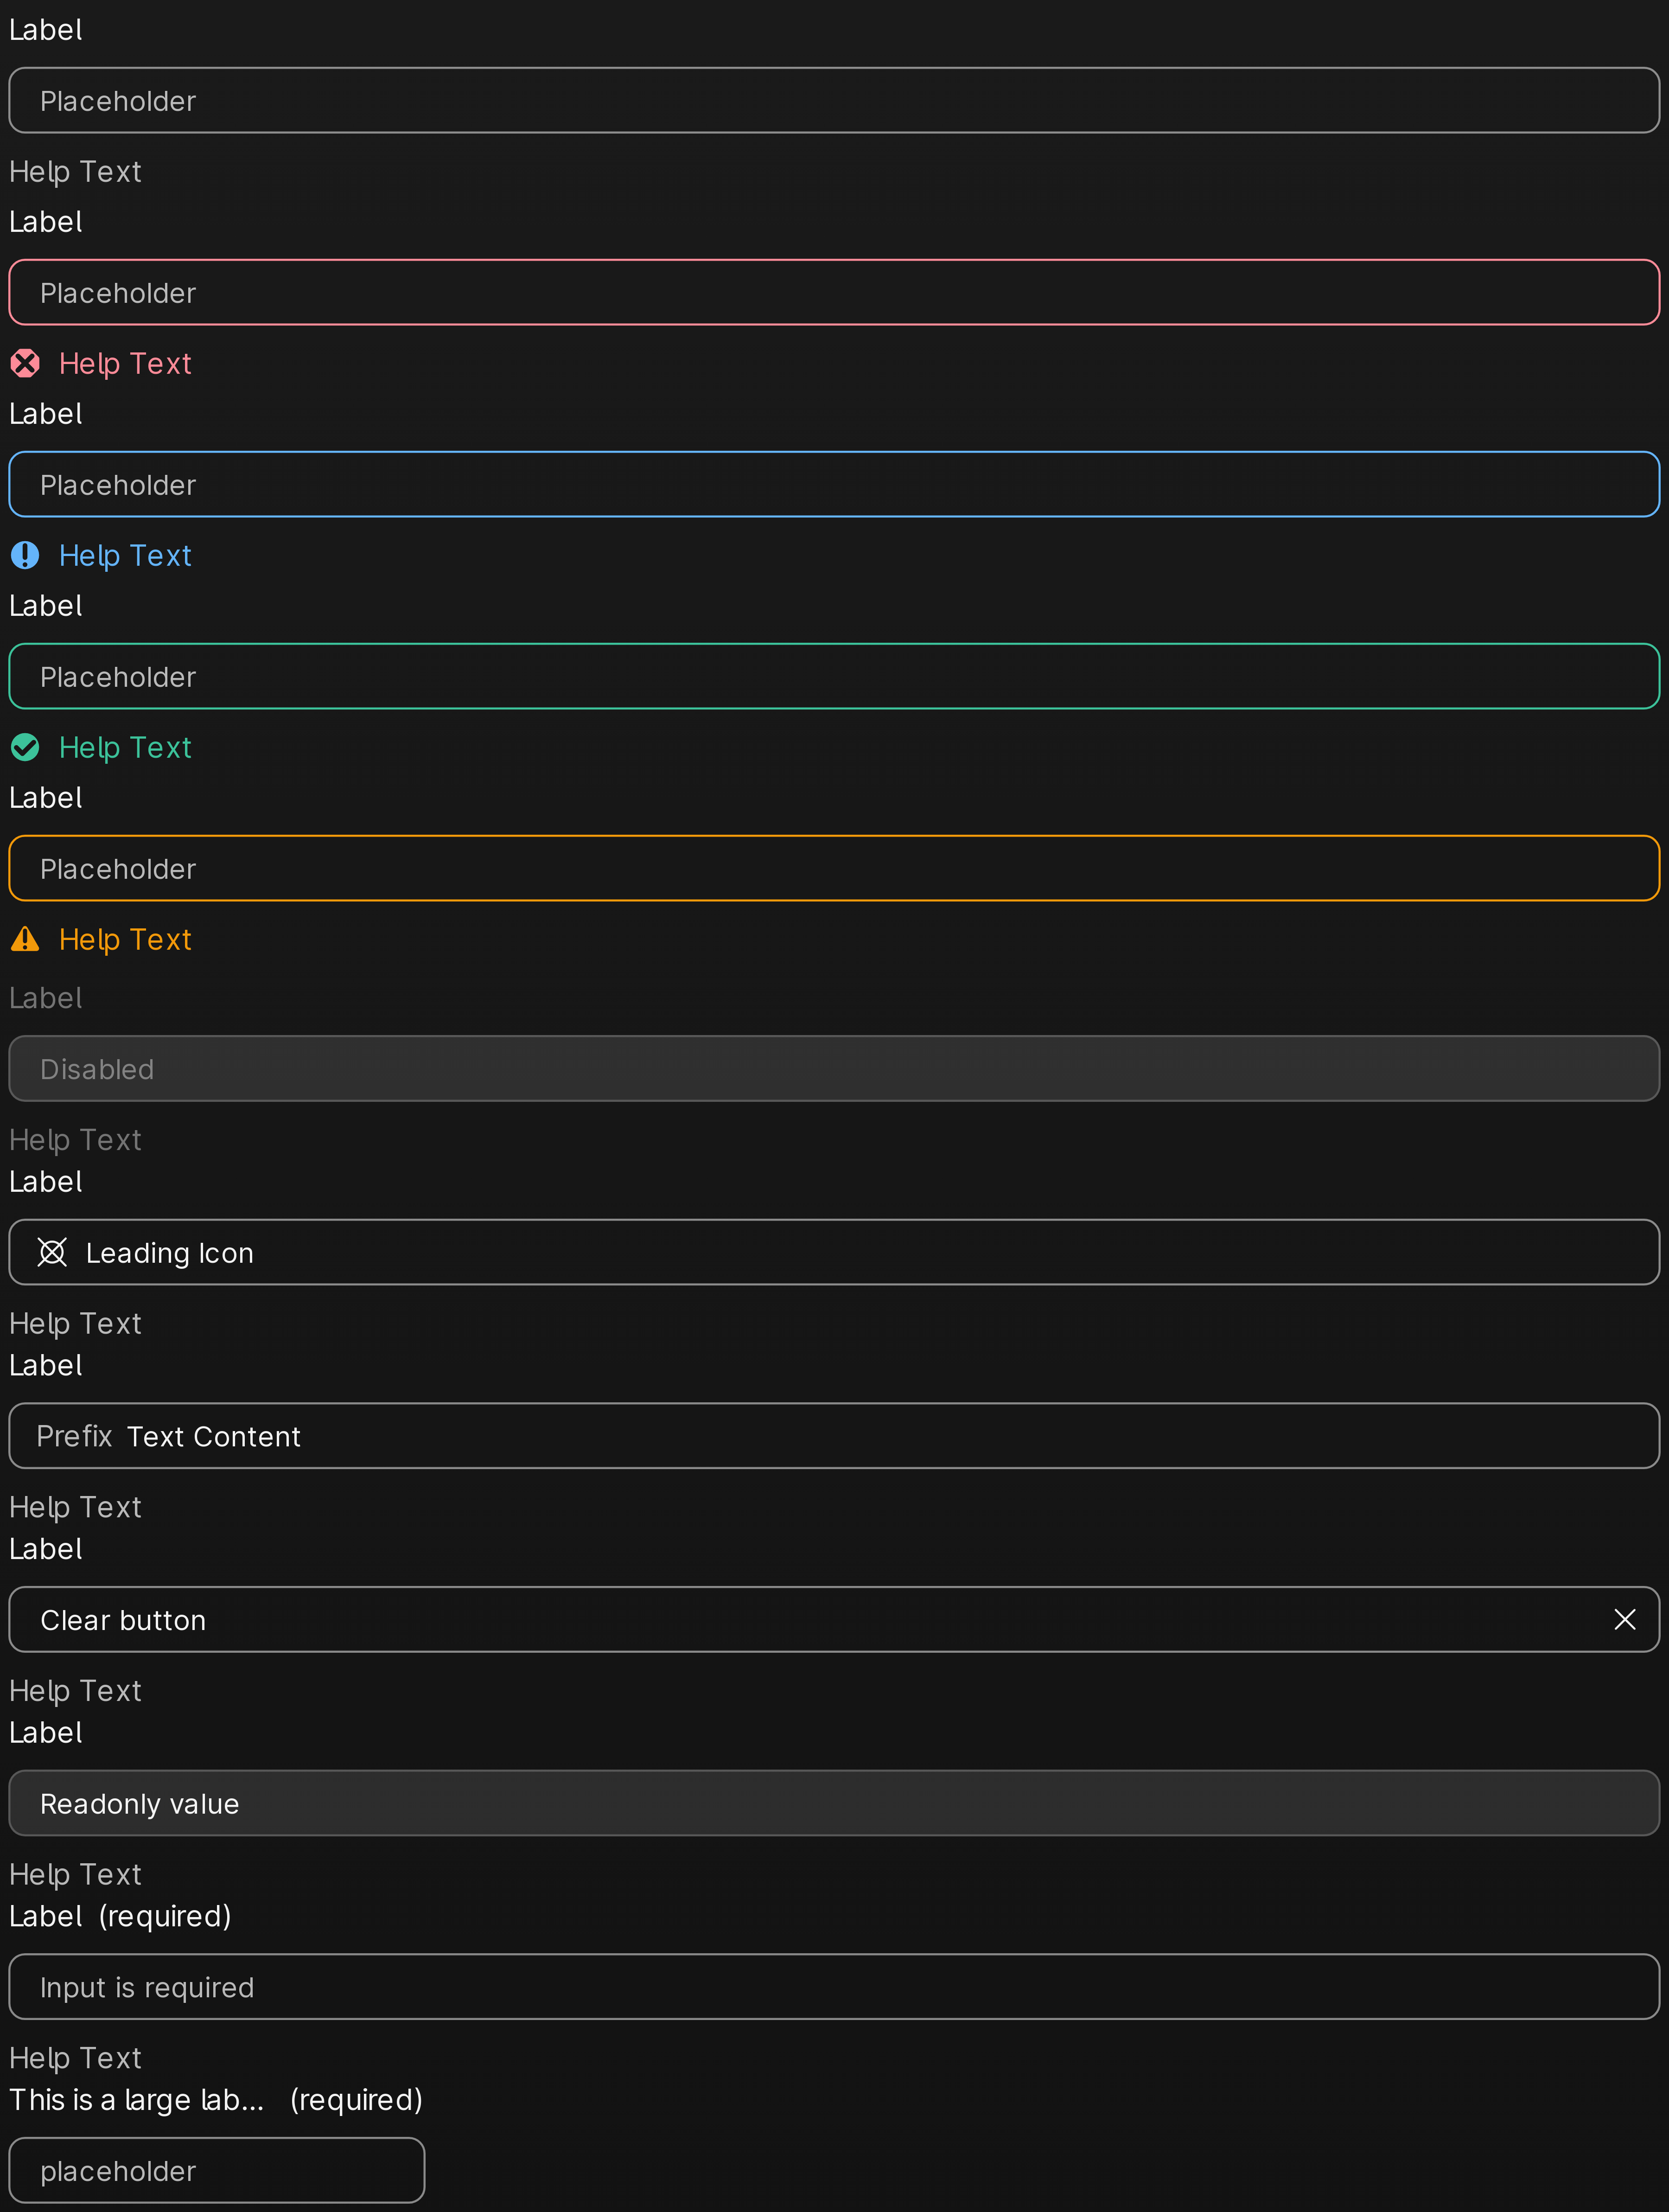 Label
Placeholder
Help Text
Label
Placeholder
Help Text
Label
Placeholder
Help Text
Label
Placeholder
Help Text
Label
Placeholder
Help Text
Label
Disabled
Help Text
Label
Leading Icon
Help Text
Label
Prefix Text Content
Help Text
Label
Clear button
Help Text
Label
Readonly value
Help Text
Label (required)
Input is required
Help Text
This is a large lab... (required)
placeholder